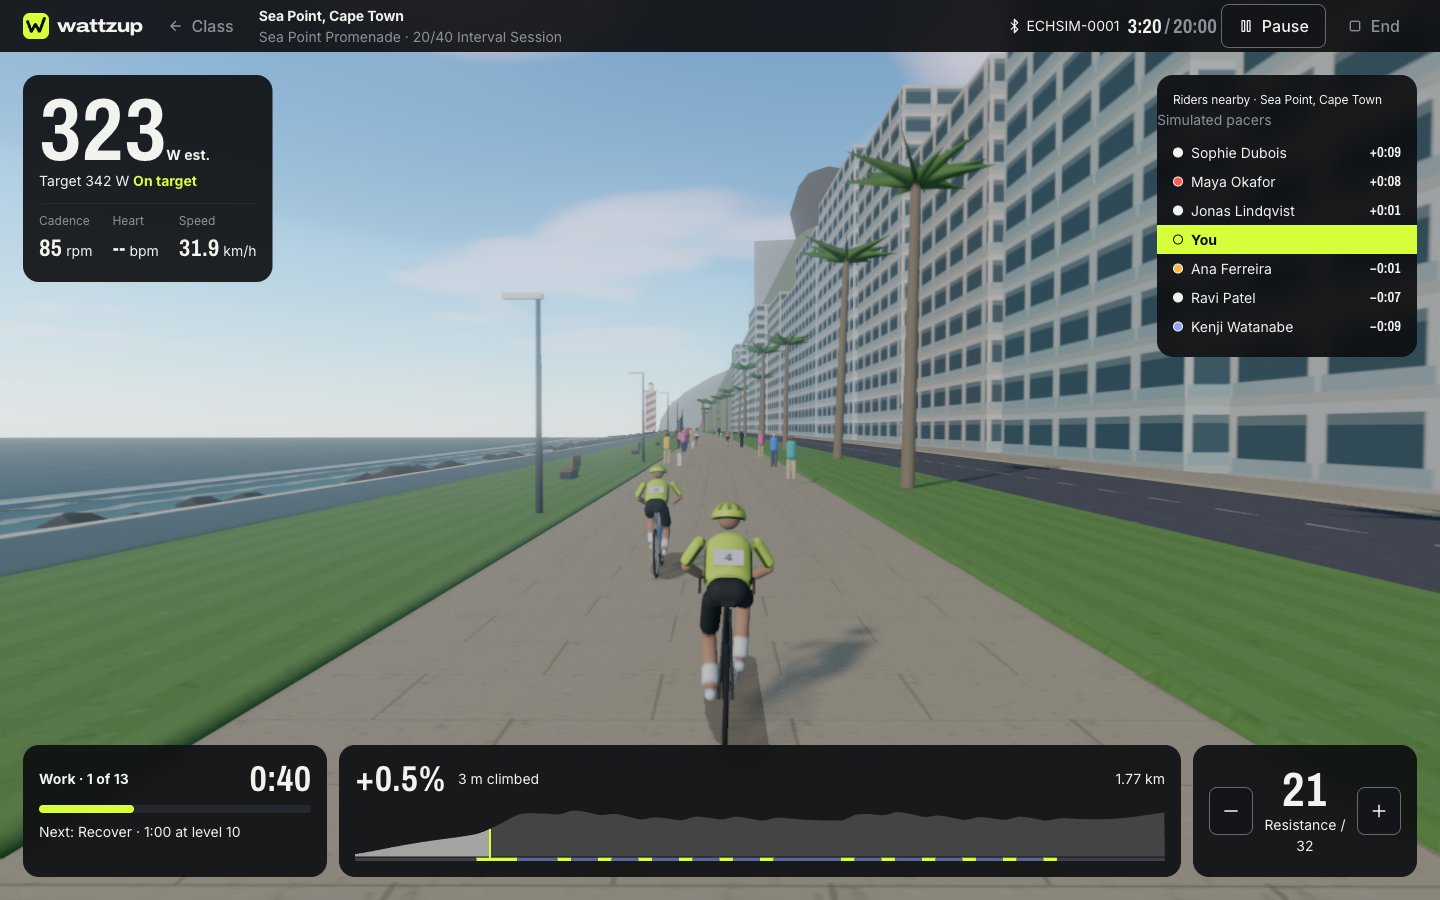 wattzup
Class
Sea Point, Cape Town
Sea Point Promenade · 20/40 Interval Session
ECHSIM-0001 3:20 / 20:00
Pause
End
323 W est.
Target 342 W On target
Cadence Heart Speed
85 rpm -- bpm 31.9 km/h
Riders nearby · Sea Point, Cape Town
Simulated pacers
Sophie Dubois +0:09
Maya Okafor +0:08
Jonas Lindqvist +0:01
You
Ana Ferreira −0:01
Ravi Patel −0:07
Kenji Watanabe −0:09
4
Work · 1 of 13 0:40
Next: Recover · 1:00 at level 10
+0.5% 3 m climbed 1.77 km
− 21 +
Resistance /
32